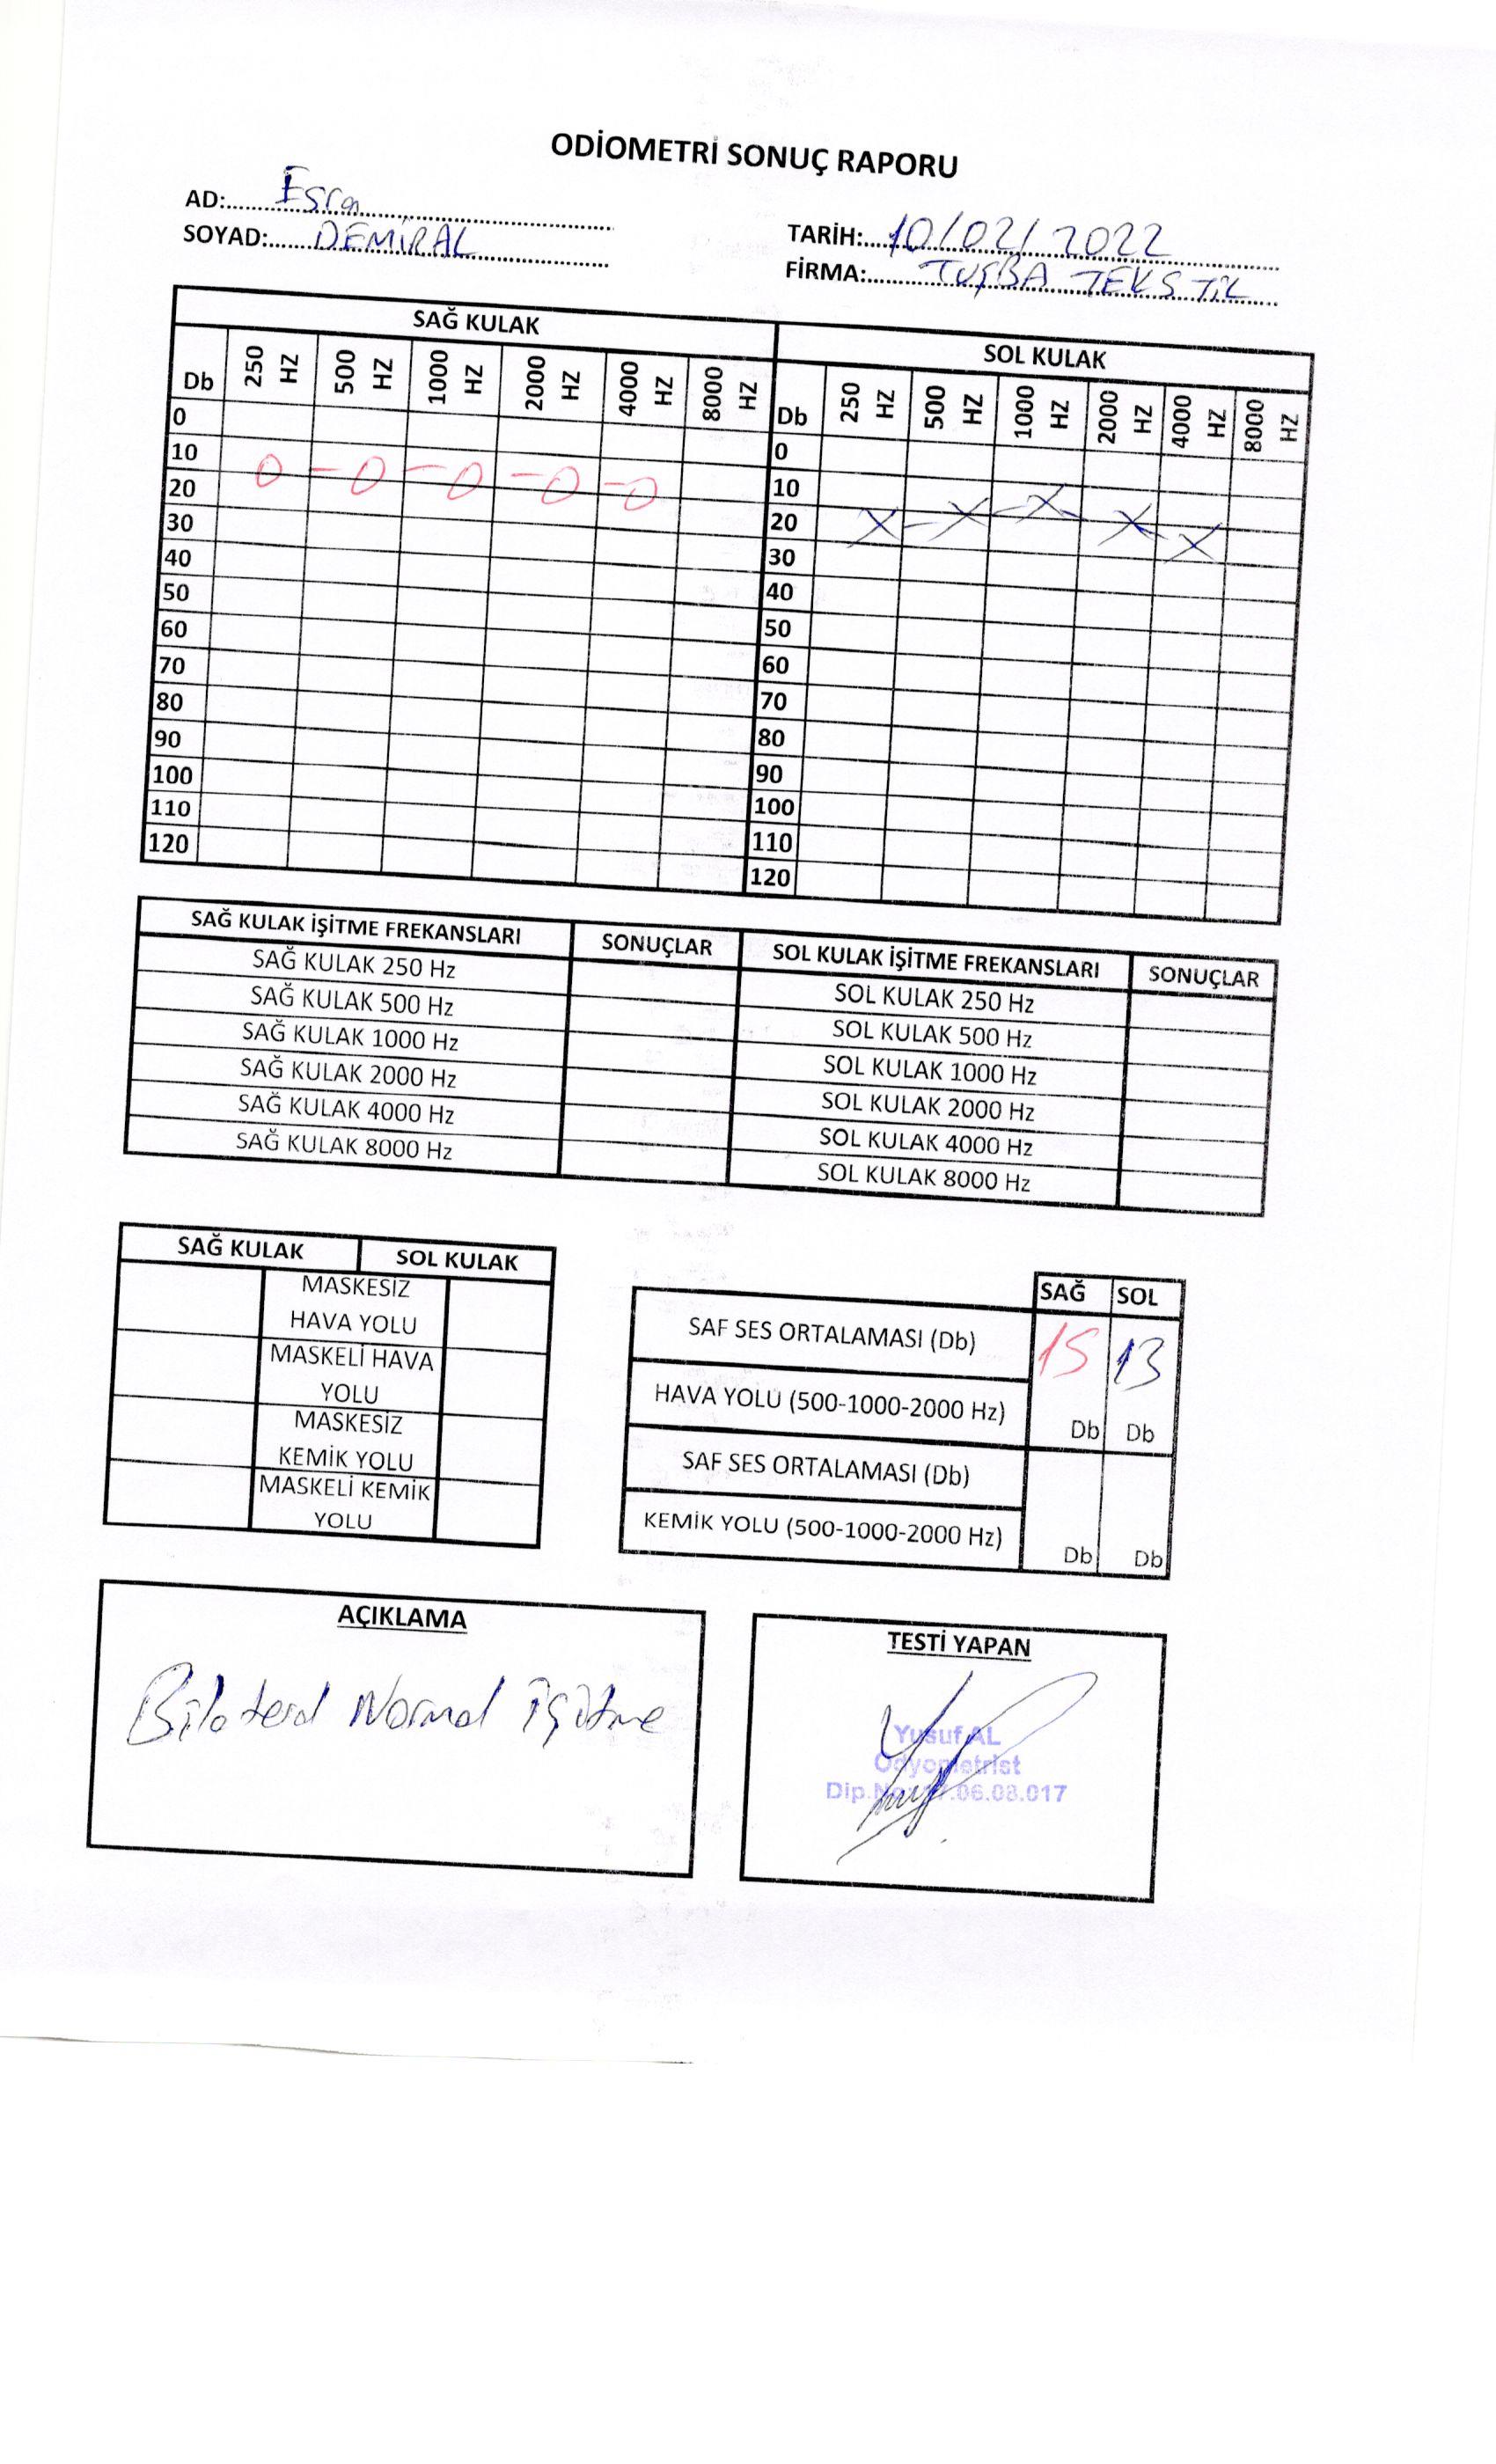 ODİOMETRİ SONUÇ RAPORU
AD: Esra
SOYAD: DEMİRAL
TARİH: 10/02/2022
FİRMA: TUŞBA TEKSTİL
SAĞ KULAK SOL KULAK
Db 250 HZ 500 HZ 1000 HZ 2000 HZ 4000 HZ 8000 HZ Db 250 HZ 500 HZ 1000 HZ 2000 HZ 4000 HZ 8000 HZ
0 0
10 10
20 20
30 30
40 40
50 50
60 60
70 70
80 80
90 90
100 100
110 110
120 120
SAĞ KULAK İŞİTME FREKANSLARI SONUÇLAR SOL KULAK İŞİTME FREKANSLARI SONUÇLAR
SAĞ KULAK 250 Hz SOL KULAK 250 Hz
SAĞ KULAK 500 Hz SOL KULAK 500 Hz
SAĞ KULAK 1000 Hz SOL KULAK 1000 Hz
SAĞ KULAK 2000 Hz SOL KULAK 2000 Hz
SAĞ KULAK 4000 Hz SOL KULAK 4000 Hz
SAĞ KULAK 8000 Hz SOL KULAK 8000 Hz
SAĞ KULAK SOL KULAK
MASKESİZ
HAVA YOLU
MASKELİ HAVA
YOLU
MASKESİZ
KEMİK YOLU
MASKELİ KEMİK
YOLU
SAĞ SOL
SAF SES ORTALAMASI (Db) 15 13
HAVA YOLU (500-1000-2000 Hz) Db Db
SAF SES ORTALAMASI (Db)
KEMİK YOLU (500-1000-2000 Hz) Db Db
AÇIKLAMA
Bilateral Normal İşitme
TESTİ YAPAN
Yusuf AL
Odyometrist
Dip.No: .06.08.017